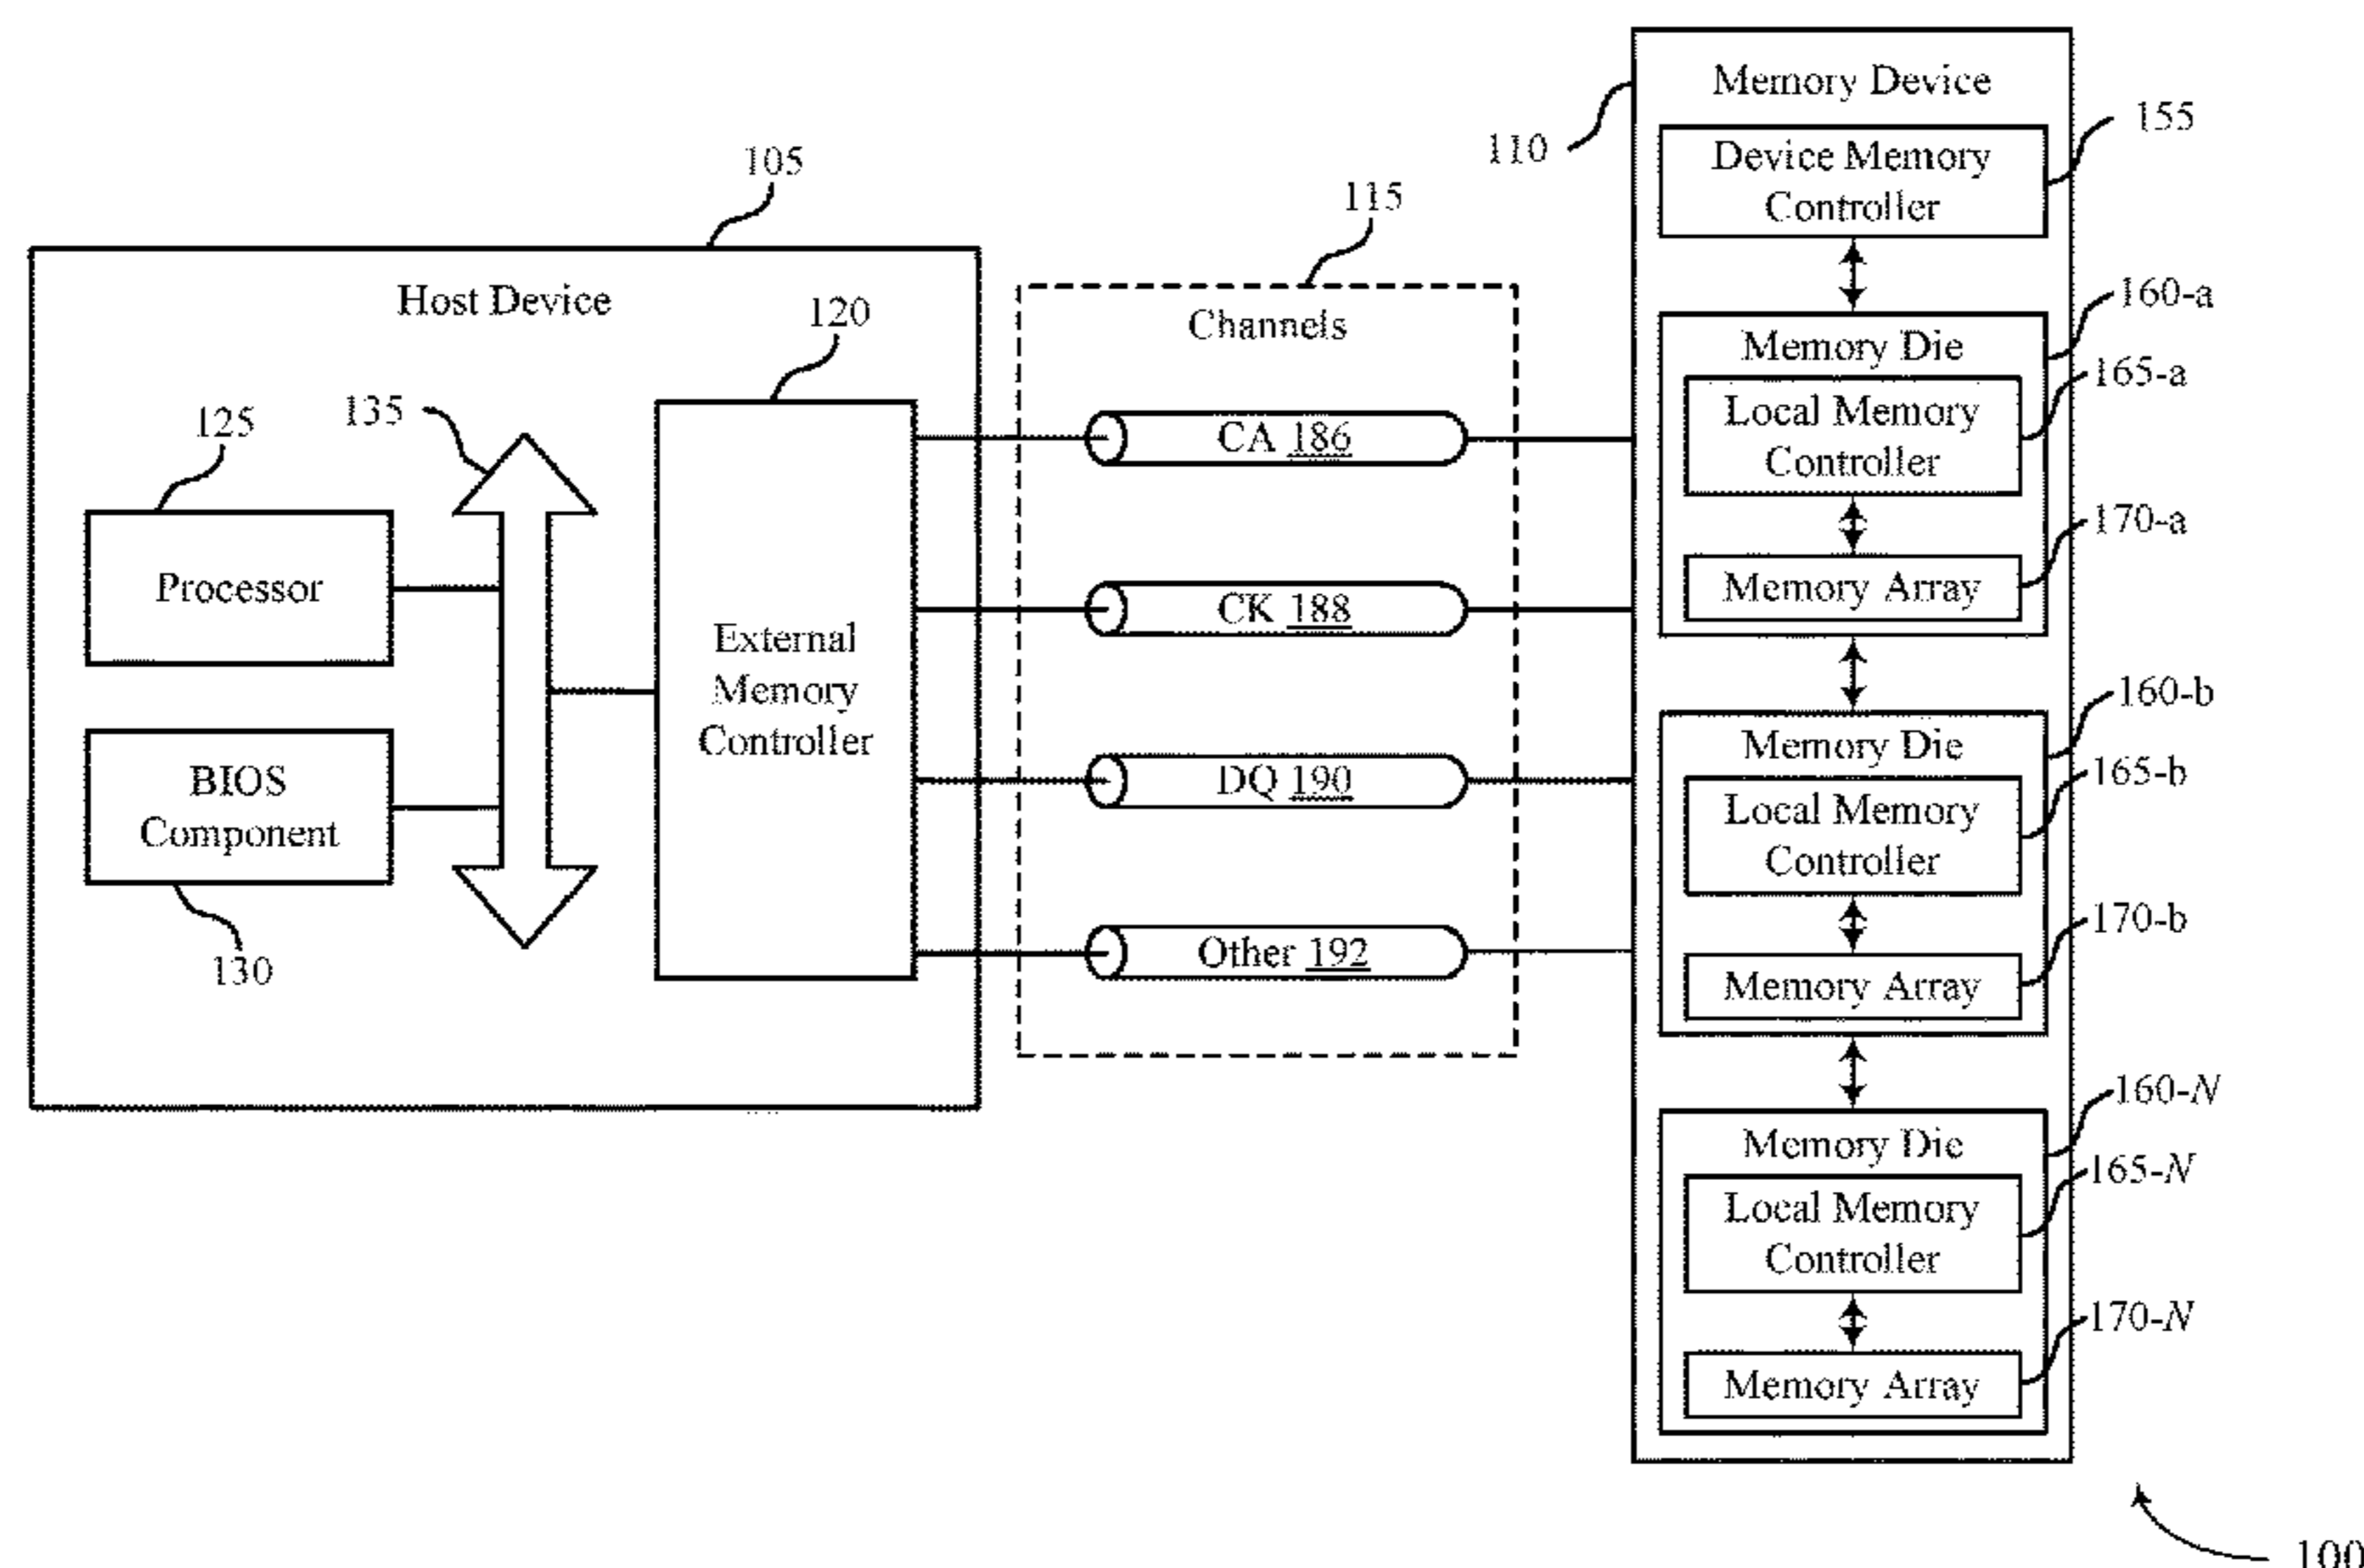 105
Host Device
120
135
125
Processor
BIOS
Component
130
External
Memory
Controller
115
Channels
CA 186
CK 188
DQ 190
Other 192
110
Memory Device
155
Device Memory
Controller
160-a
Memory Die
165-a
Local Memory
Controller
170-a
Memory Array
160-b
Memory Die
165-b
Local Memory
Controller
170-b
Memory Array
160-N
Memory Die
165-N
Local Memory
Controller
170-N
Memory Array
100